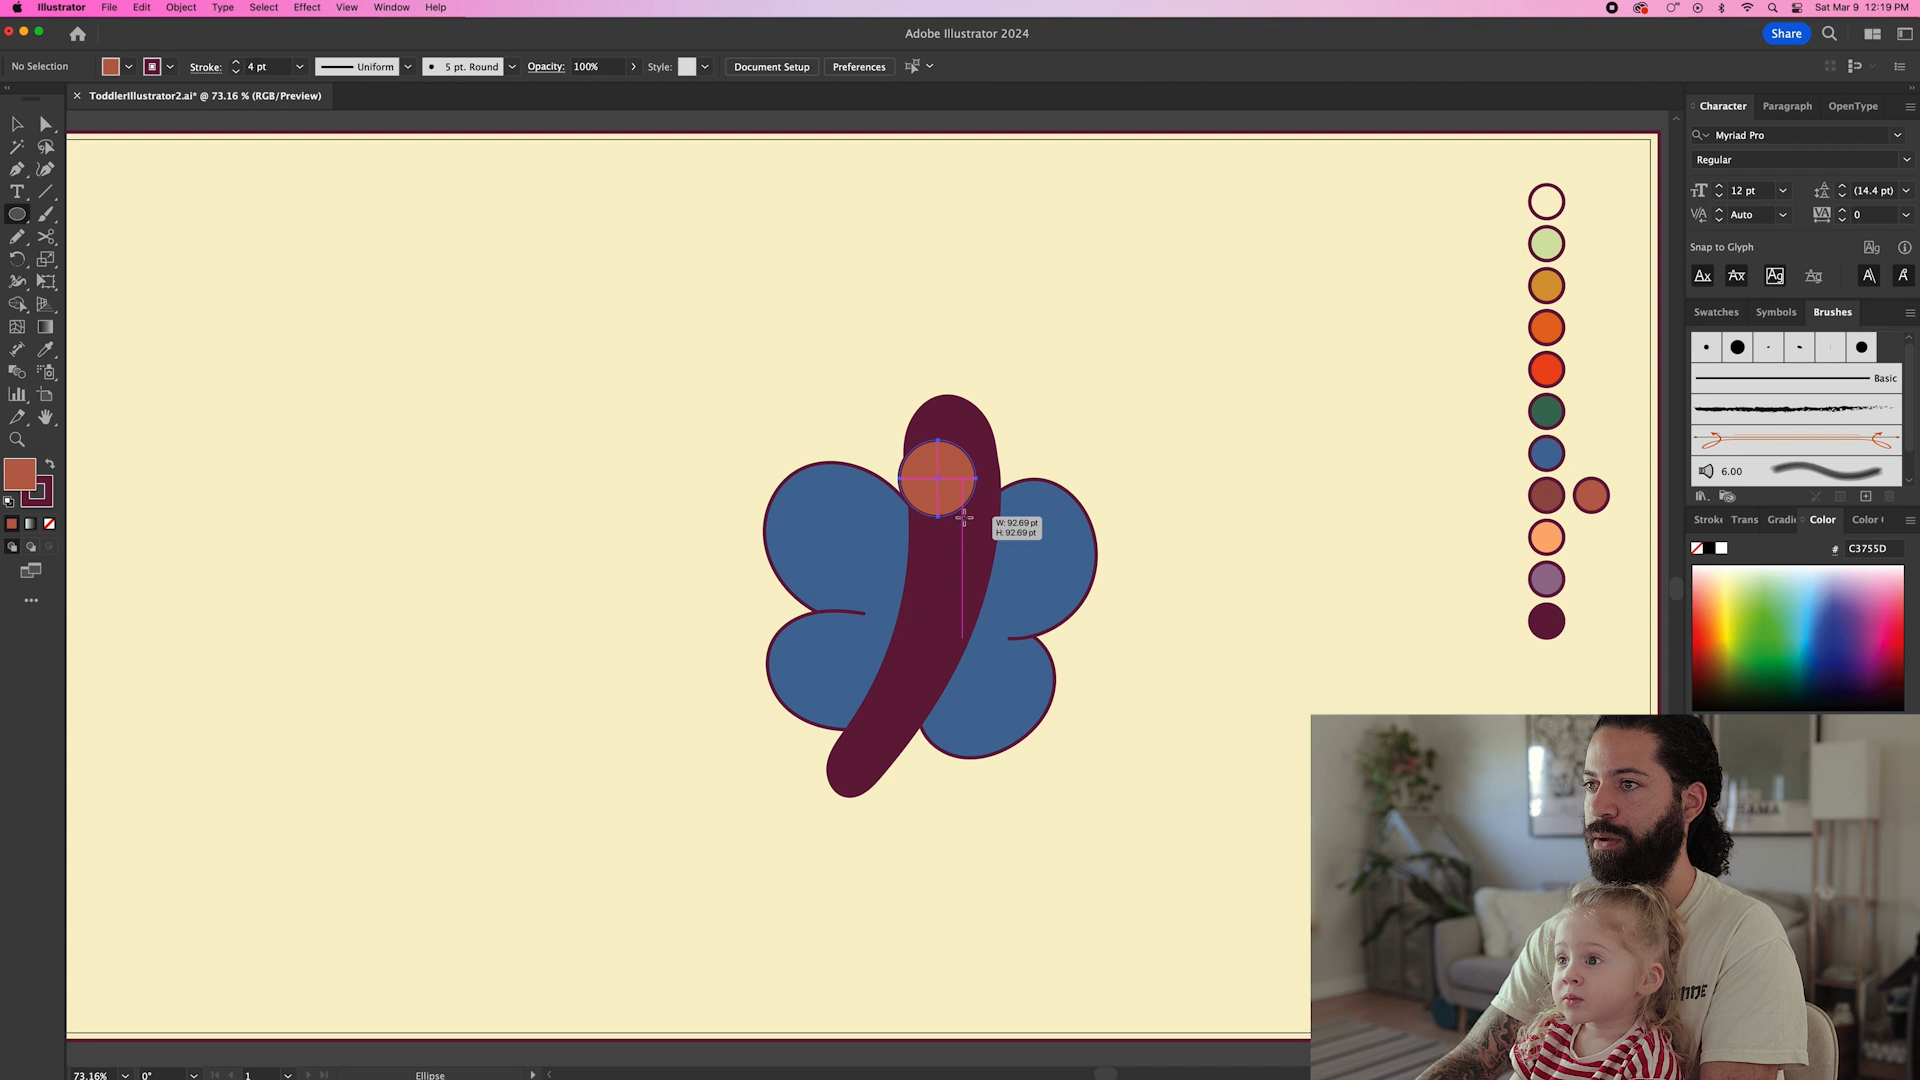 Illustrator File Edit Object Type Select Effect View Window Help
Sat Mar 9 12:19 PM
Adobe Illustrator 2024
Share
No Selection
Stroke: 4 pt
Uniform
5 pt. Round
Opacity: 100%
Style:
Document Setup
Preferences
ToddlerIllustrator2.ai* @ 73.16 % (RGB/Preview)
Character Paragraph OpenType
Myriad Pro
Regular
12 pt
(14.4 pt)
Auto
0
Snap to Glyph
Swatches Symbols Brushes
Basic
6.00
Stroke Trans Gradi Color Color
# C3755D
W: 92.69 pt
H: 92.69 pt
73.16%
0°
1
Ellipse